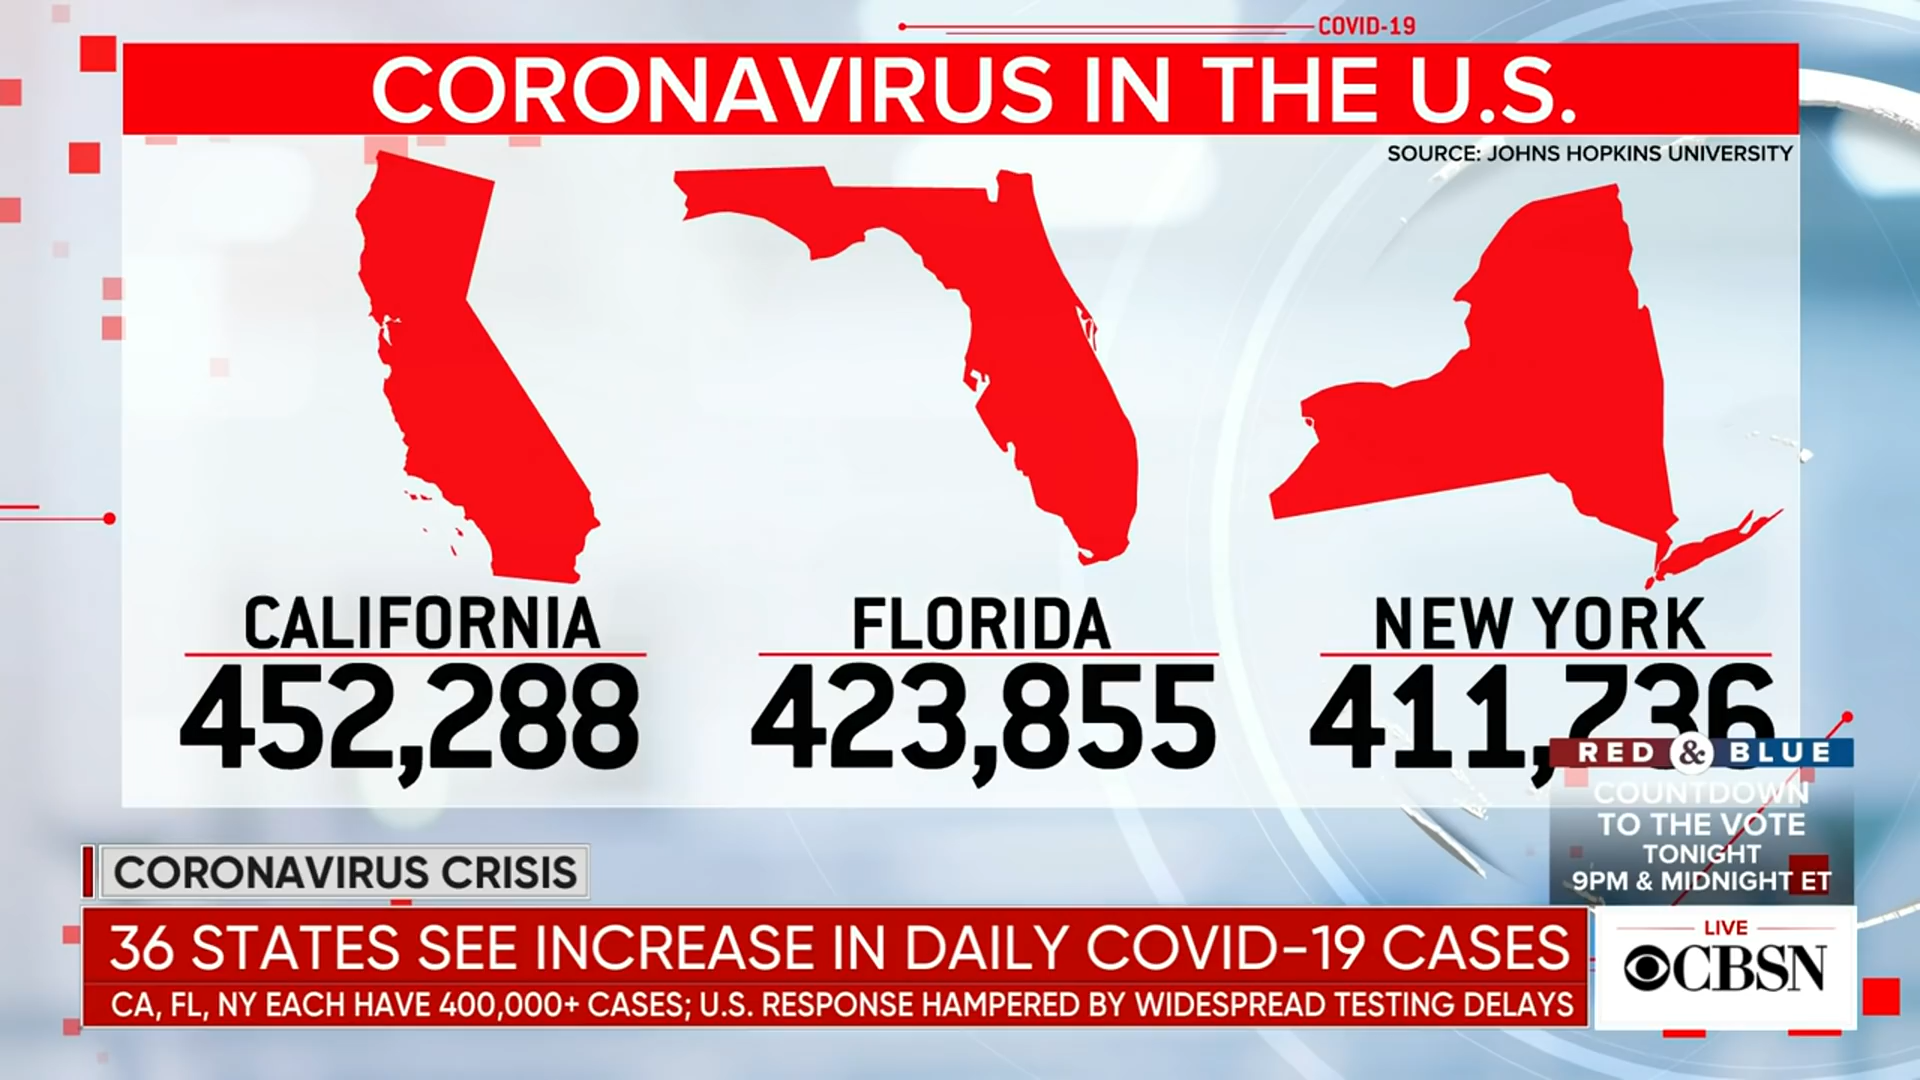 COVID-19
CORONAVIRUS IN THE U.S.
SOURCE: JOHNS HOPKINS UNIVERSITY
CALIFORNIA
452,288
FLORIDA
423,855
NEW YORK
411,736
RED & BLUE
COUNTDOWN
TO THE VOTE
TONIGHT
9PM & MIDNIGHT ET
CORONAVIRUS CRISIS
36 STATES SEE INCREASE IN DAILY COVID-19 CASES
CA, FL, NY EACH HAVE 400,000+ CASES; U.S. RESPONSE HAMPERED BY WIDESPREAD TESTING DELAYS
LIVE
CBSN